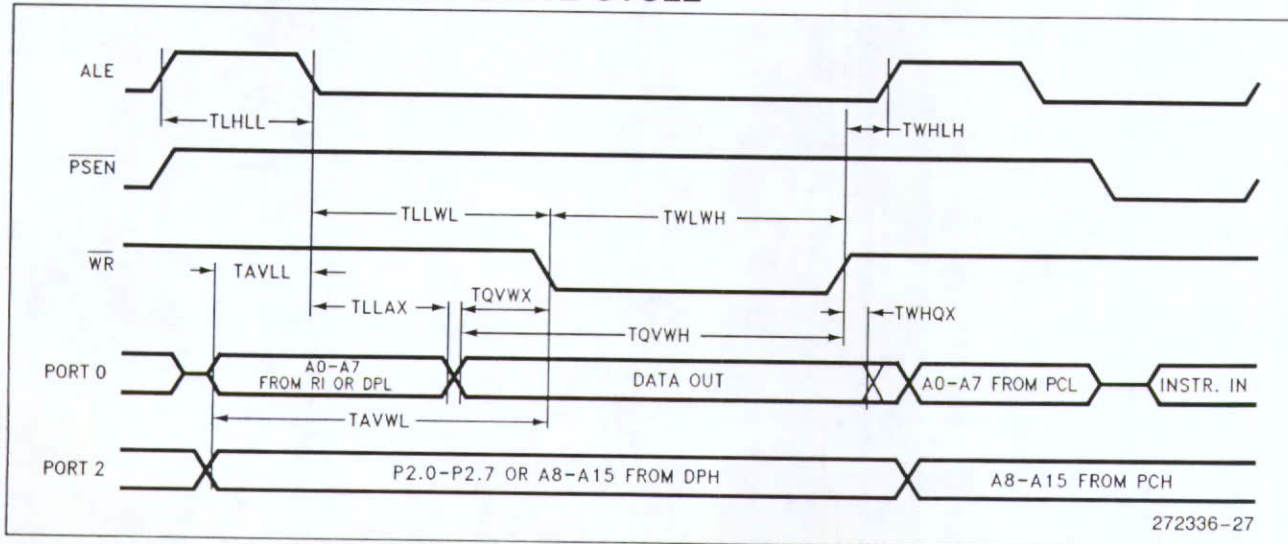 ALE
TLHLL
TWHLH
PSEN
TLLWL
TWLWH
WR
TAVLL
TLLAX
TQVWX
TWHQX
TQVWH
PORT 0
A0-A7
FROM RI OR DPL
DATA OUT
A0-A7 FROM PCL
INSTR. IN
TAVWL
PORT 2
P2.0-P2.7 OR A8-A15 FROM DPH
A8-A15 FROM PCH
272336-27